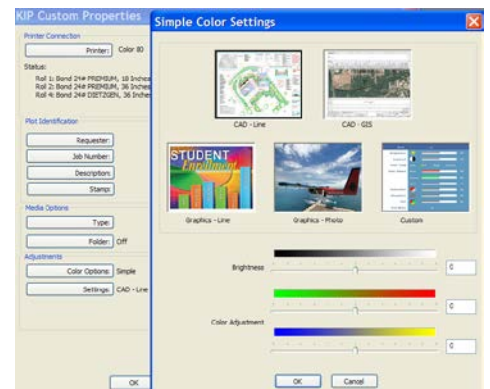 KIP Custom Properties
Printer Connection
Printer: Color 80
Status:
Roll 1: Bond 24# PREMIUM, 18 Inches
Roll 2: Bond 24# PREMIUM, 36 Inches
Roll 4: Bond 24# DIETZGEN, 36 Inches
Plot Identification
Requester:
Job Number:
Description:
Stamp:
Media Options
Type:
Folder: Off
Adjustments
Color Options: Simple
Settings: CAD - Line
OK
Simple Color Settings
CAD - Line
CAD - GIS
STUDENT
Enrollment
Graphics - Line
Graphics - Photo
Custom
Brightness
0
Color Adjustment
0
0
OK
Cancel